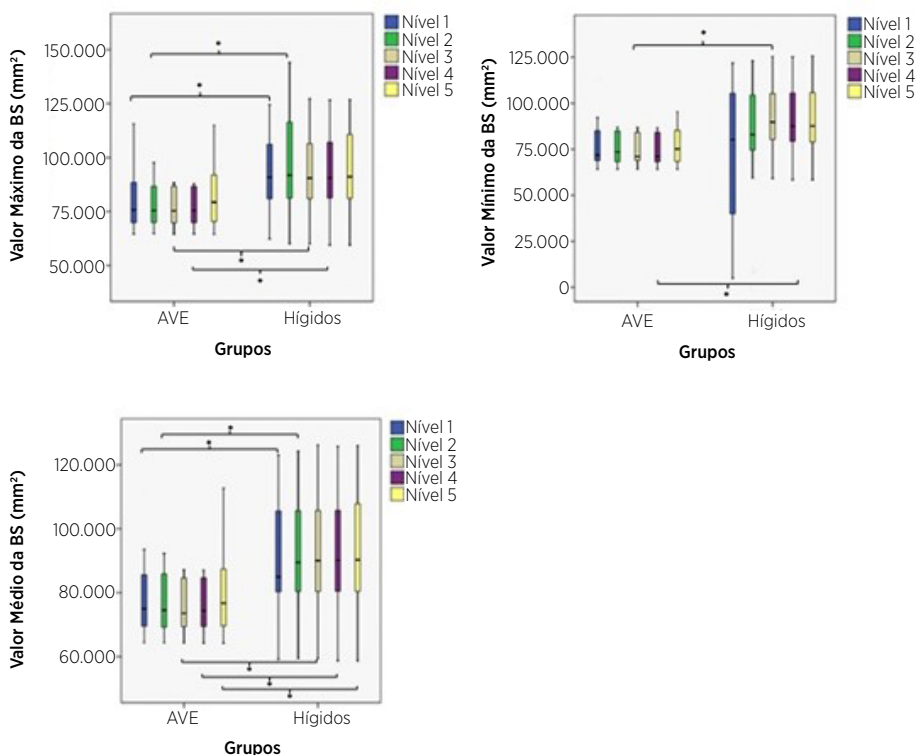 Valor Máximo da BS (mm²)
150.000
125.000
100.000
75.000
50.000
AVE
Hígidos
Grupos
Nível 1
Nível 2
Nível 3
Nível 4
Nível 5
Valor Mínimo da BS (mm²)
125.000
100.000
75.000
50.000
25.000
0
AVE
Hígidos
Grupos
Nível 1
Nível 2
Nível 3
Nível 4
Nível 5
Valor Médio da BS (mm²)
120.000
100.000
80.000
60.000
AVE
Hígidos
Grupos
Nível 1
Nível 2
Nível 3
Nível 4
Nível 5